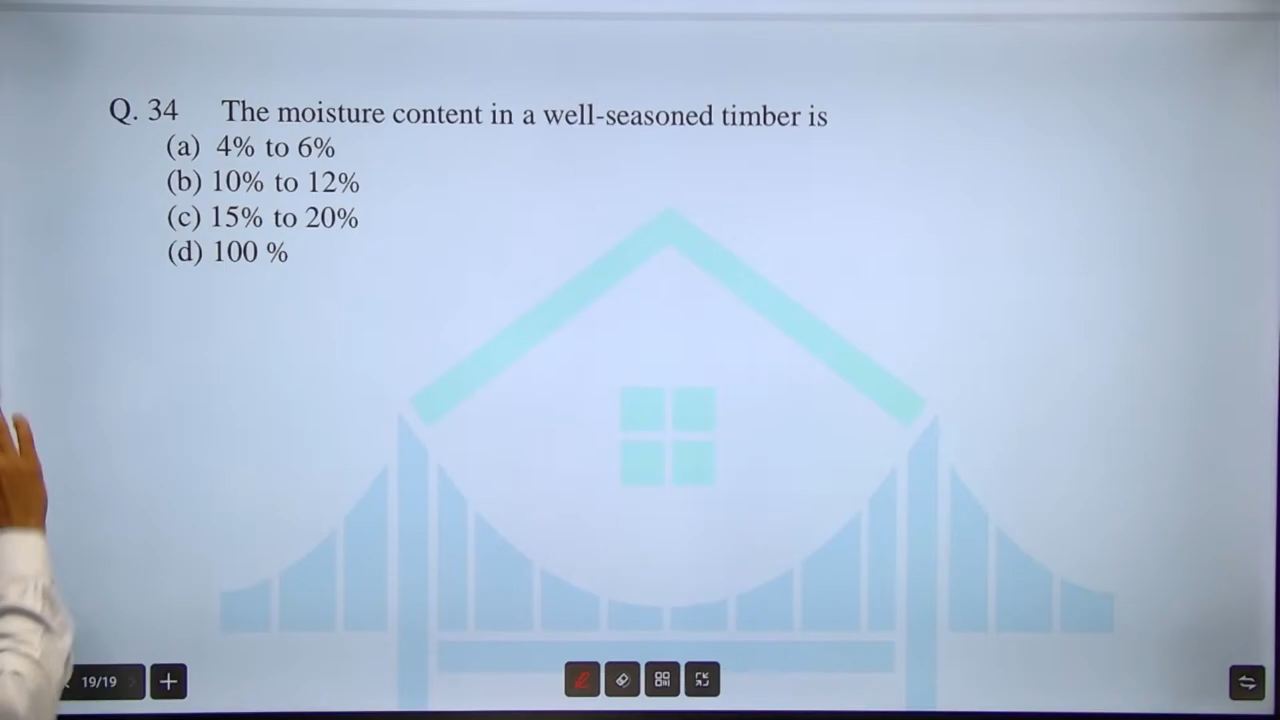 Q. 34 The moisture content in a well-seasoned timber is
(a) 4% to 6%
(b) 10% to 12%
(c) 15% to 20%
(d) 100 %
19/19